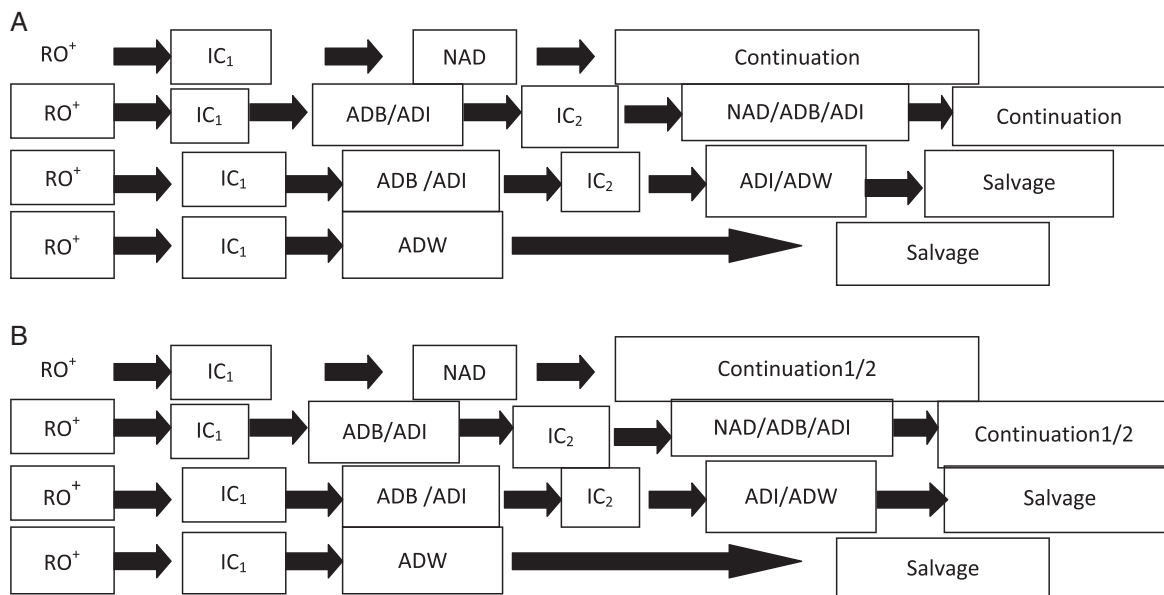 A
RO⁺ IC₁ NAD Continuation
RO⁺ IC₁ ADB/ADI IC₂ NAD/ADB/ADI Continuation
RO⁺ IC₁ ADB /ADI IC₂ ADI/ADW Salvage
RO⁺ IC₁ ADW Salvage
B
RO⁺ IC₁ NAD Continuation1/2
RO⁺ IC₁ ADB/ADI IC₂ NAD/ADB/ADI Continuation1/2
RO⁺ IC₁ ADB /ADI IC₂ ADI/ADW Salvage
RO⁺ IC₁ ADW Salvage